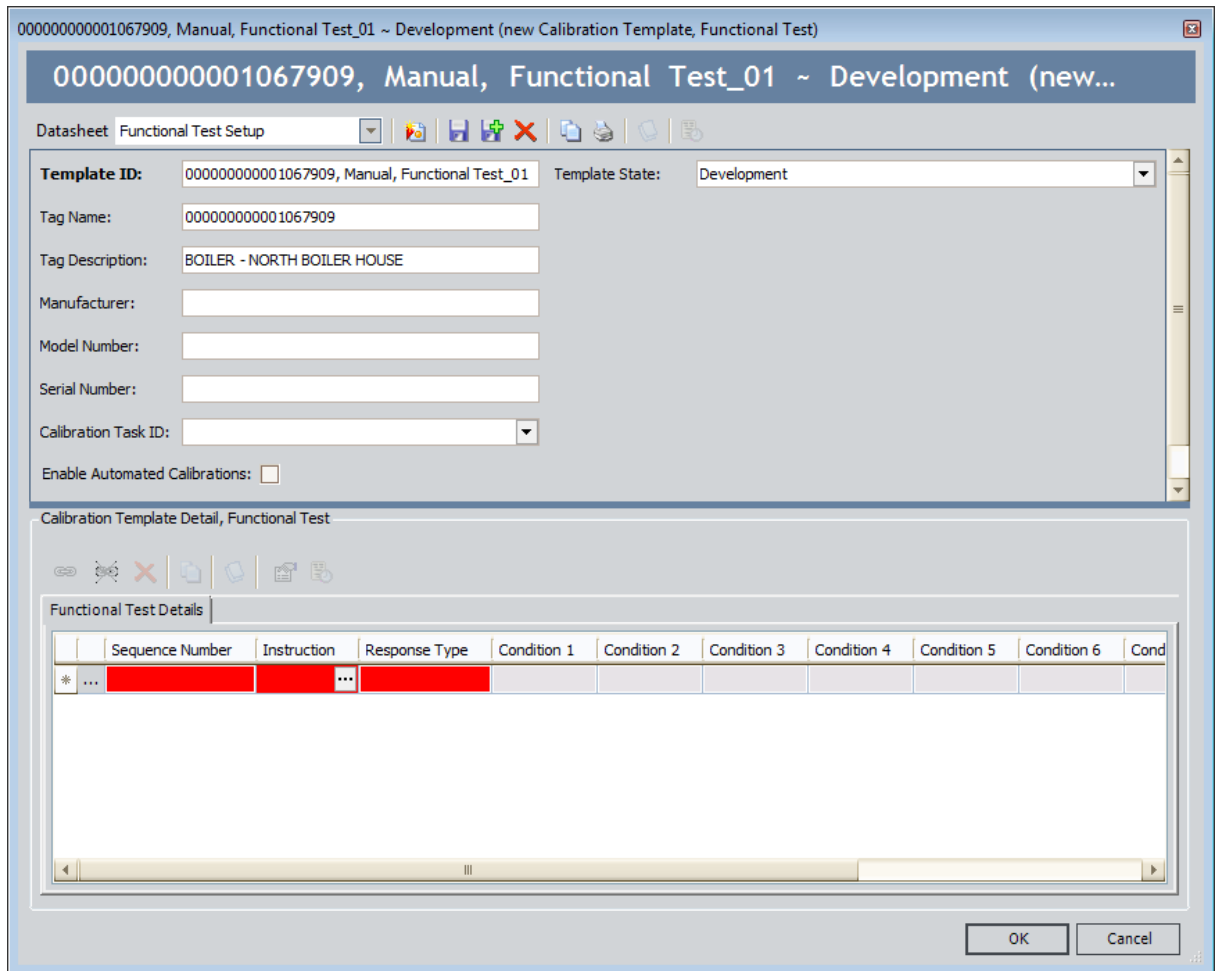 000000000001067909, Manual, Functional Test_01 ~ Development (new Calibration Template, Functional Test)
000000000001067909, Manual, Functional Test_01 ~ Development (new...
Datasheet Functional Test Setup
Template ID: 000000000001067909, Manual, Functional Test_01 Template State: Development
Tag Name: 000000000001067909
Tag Description: BOILER - NORTH BOILER HOUSE
Manufacturer:
Model Number:
Serial Number:
Calibration Task ID:
Enable Automated Calibrations:
Calibration Template Detail, Functional Test
Functional Test Details
Sequence Number Instruction Response Type Condition 1 Condition 2 Condition 3 Condition 4 Condition 5 Condition 6 Cond
* ... ...
OK Cancel